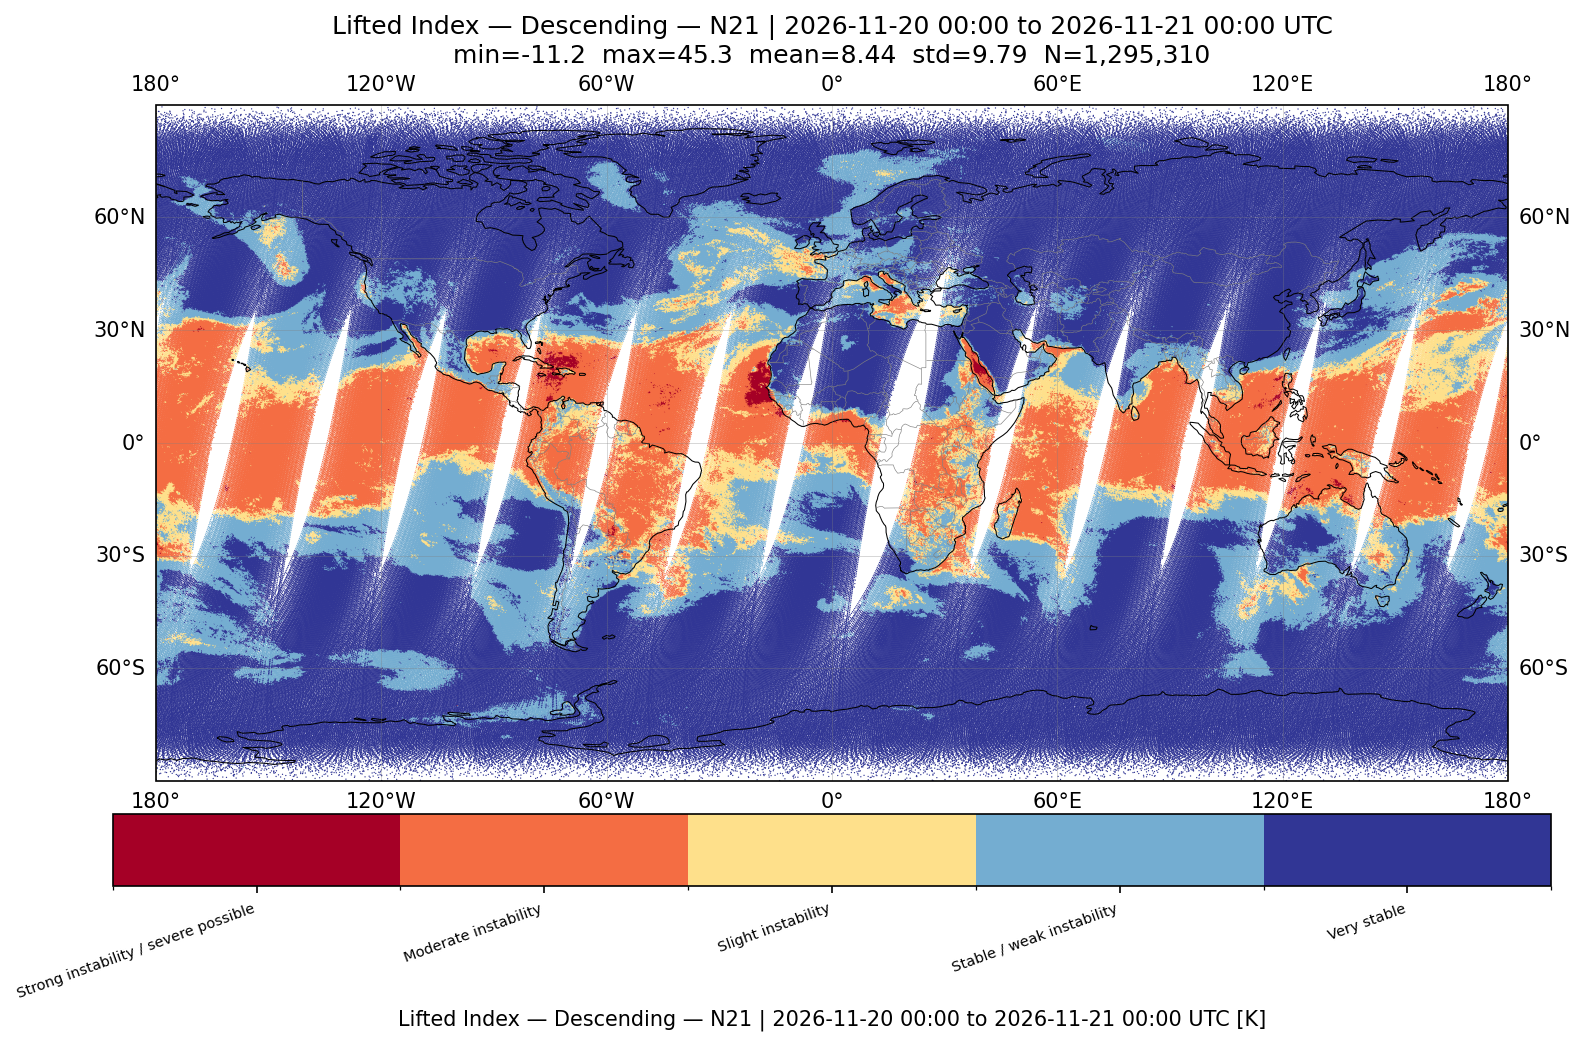 Lifted Index — Descending — N21 | 2026-11-20 00:00 to 2026-11-21 00:00 UTC
min=-11.2  max=45.3  mean=8.44  std=9.79  N=1,295,310
180° 120°W 60°W 0° 60°E 120°E 180°
60°N 60°N
30°N 30°N
0° 0°
30°S 30°S
60°S 60°S
180° 120°W 60°W 0° 60°E 120°E 180°
Strong instability / severe possible
Moderate instability
Slight instability
Stable / weak instability
Very stable
Lifted Index — Descending — N21 | 2026-11-20 00:00 to 2026-11-21 00:00 UTC [K]